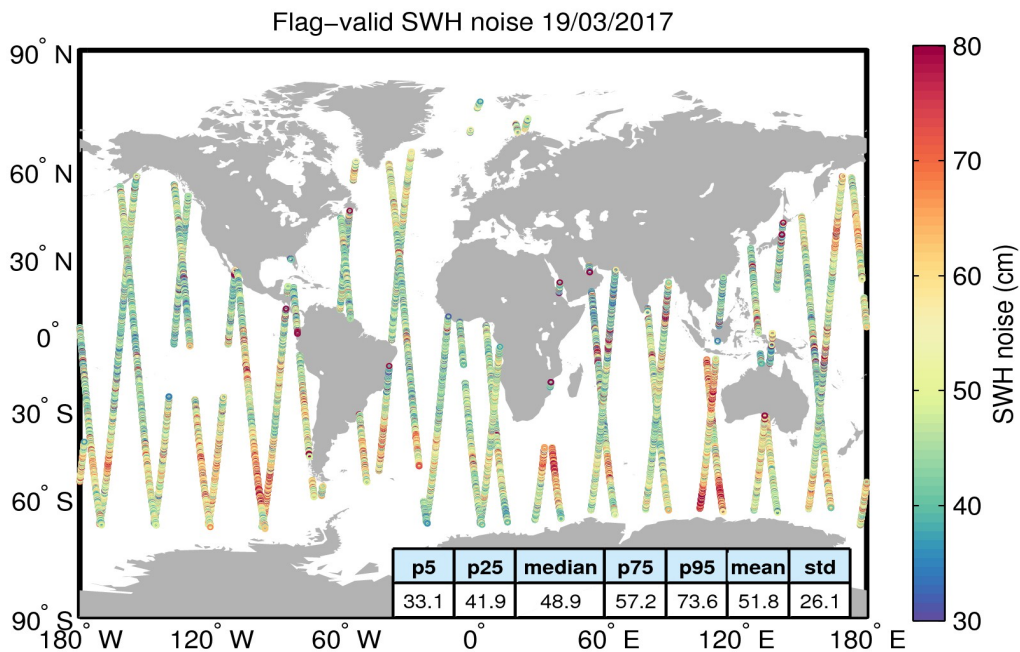 Flag−valid SWH noise 19/03/2017
90° N
60° N
30° N
0°
30° S
60° S
90° S
180° W
120° W
60° W
0°
60° E
120° E
180° E
80
70
60
50
40
30
SWH noise (cm)
p5 p25 median p75 p95 mean std
33.1 41.9 48.9 57.2 73.6 51.8 26.1